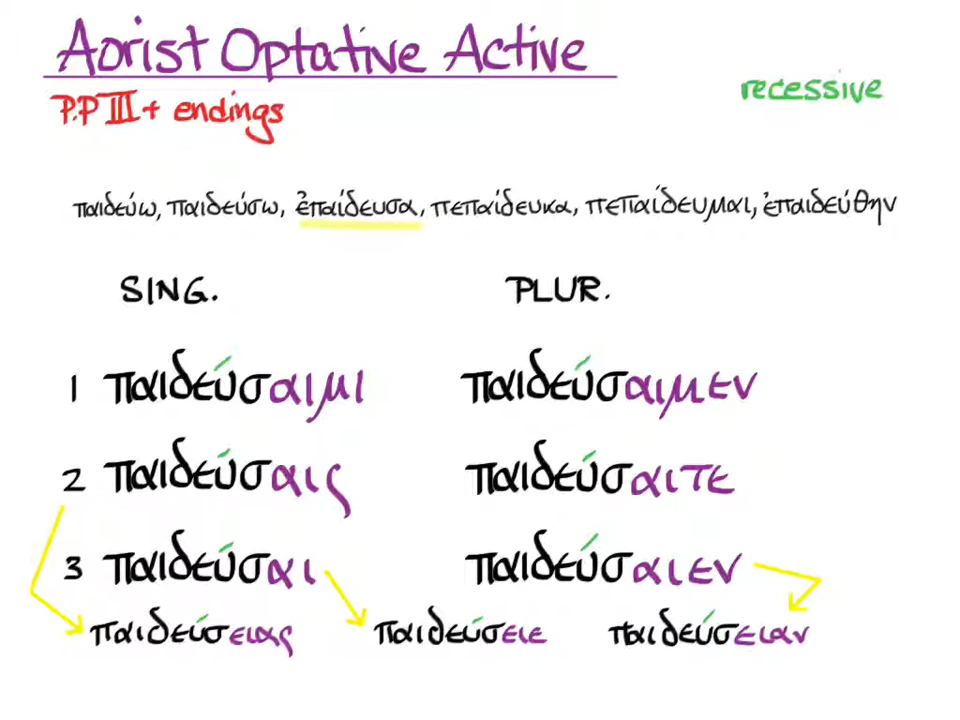 Aorist Optative Active
recessive
P.P III + endings
παιδεύω, παιδεύσω, ἐπαίδευσα, πεπαίδευκα, πεπαίδευμαι, ἐπαιδεύθην
SING. PLUR.
1 παιδεύσαιμι παιδεύσαιμεν
2 παιδεύσαις παιδεύσαιτε
3 παιδεύσαι παιδεύσαιεν
παιδεύσειας παιδεύσειε παιδεύσειαν